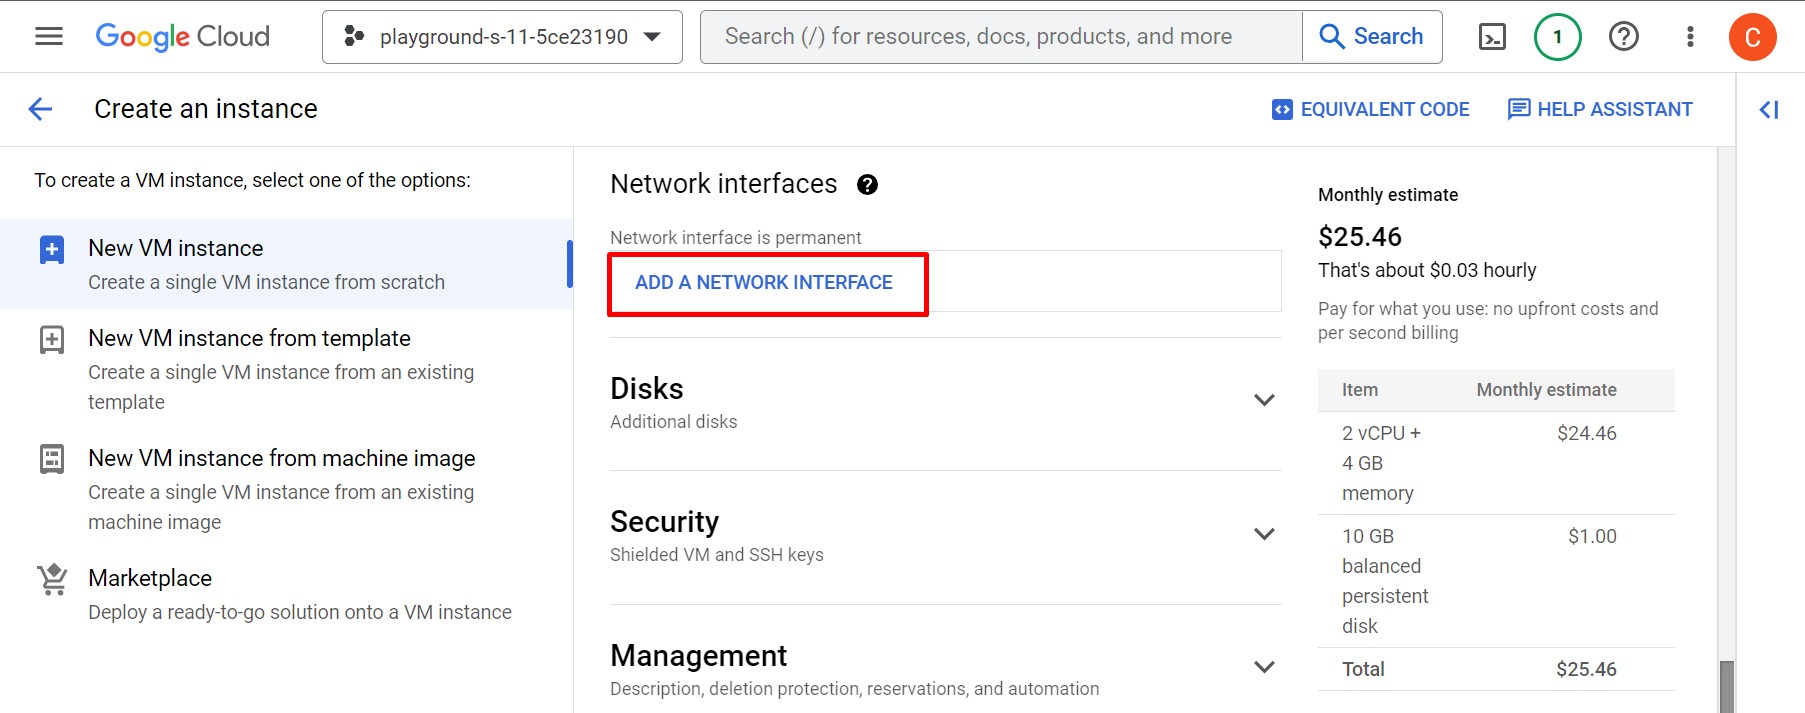 Google Cloud
playground-s-11-5ce23190
Search (/) for resources, docs, products, and more
Search
1
C
Create an instance
EQUIVALENT CODE
HELP ASSISTANT
To create a VM instance, select one of the options:
New VM instance
Create a single VM instance from scratch
New VM instance from template
Create a single VM instance from an existing
template
New VM instance from machine image
Create a single VM instance from an existing
machine image
Marketplace
Deploy a ready-to-go solution onto a VM instance
Network interfaces
Network interface is permanent
ADD A NETWORK INTERFACE
Disks
Additional disks
Security
Shielded VM and SSH keys
Management
Description, deletion protection, reservations, and automation
Monthly estimate
$25.46
That's about $0.03 hourly
Pay for what you use: no upfront costs and
per second billing
Item Monthly estimate
2 vCPU + $24.46
4 GB
memory
10 GB $1.00
balanced
persistent
disk
Total $25.46